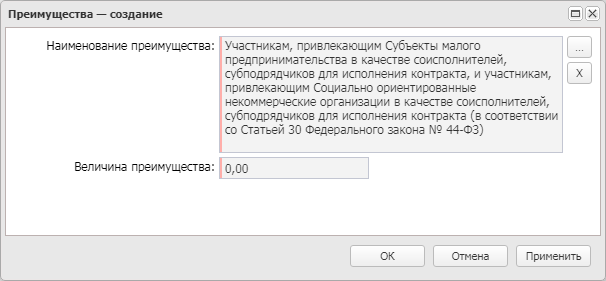 Преимущества — создание
Наименование преимущества:
Участникам, привлекающим Субъекты малого
предпринимательства в качестве соисполнителей,
субподрядчиков для исполнения контракта, и участникам,
привлекающим Социально ориентированные
некоммерческие организации в качестве соисполнителей,
субподрядчиков для исполнения контракта (в соответствии
со Статьей 30 Федерального закона № 44-ФЗ)
...
X
Величина преимущества:
0,00
ОК
Отмена
Применить